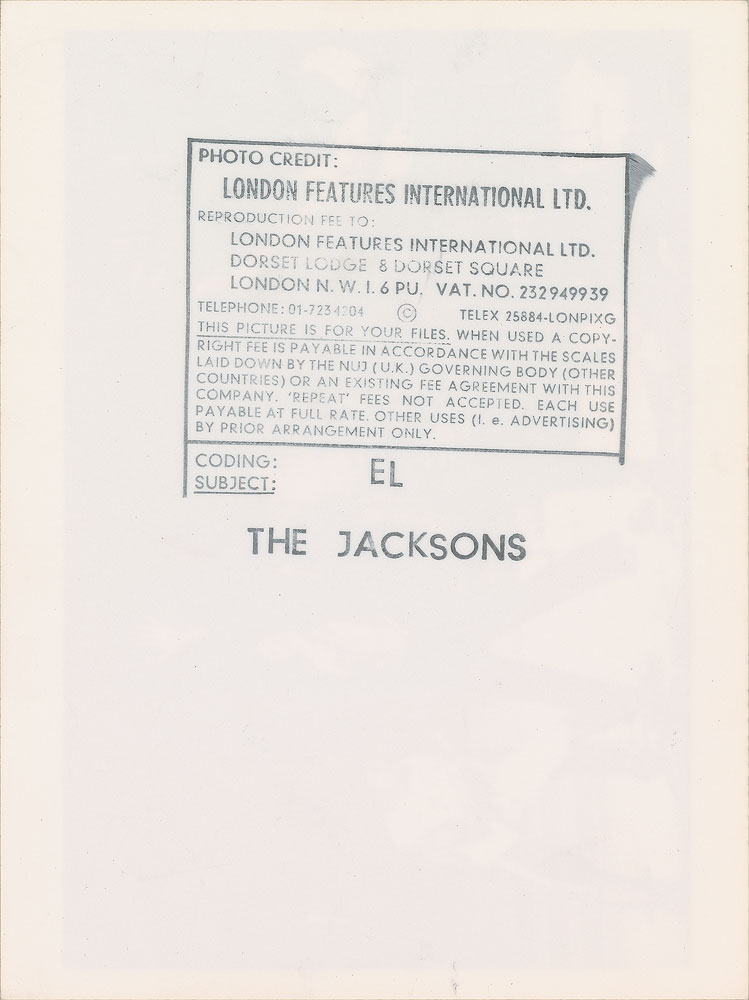 PHOTO CREDIT:
LONDON FEATURES INTERNATIONAL LTD.
REPRODUCTION FEE TO:
LONDON FEATURES INTERNATIONAL LTD.
DORSET LODGE 8 DORSET SQUARE
LONDON N. W. 1. 6 PU. VAT. NO. 232949939
TELEPHONE: 01-723 4204 © TELEX 25884-LONPIXG
THIS PICTURE IS FOR YOUR FILES. WHEN USED A COPY-
RIGHT FEE IS PAYABLE IN ACCORDANCE WITH THE SCALES
LAID DOWN BY THE NUJ (U.K.) GOVERNING BODY (OTHER
COUNTRIES) OR AN EXISTING FEE AGREEMENT WITH THIS
COMPANY. 'REPEAT' FEES NOT ACCEPTED. EACH USE
PAYABLE AT FULL RATE. OTHER USES (I. e. ADVERTISING)
BY PRIOR ARRANGEMENT ONLY.
CODING: EL
SUBJECT:
THE JACKSONS